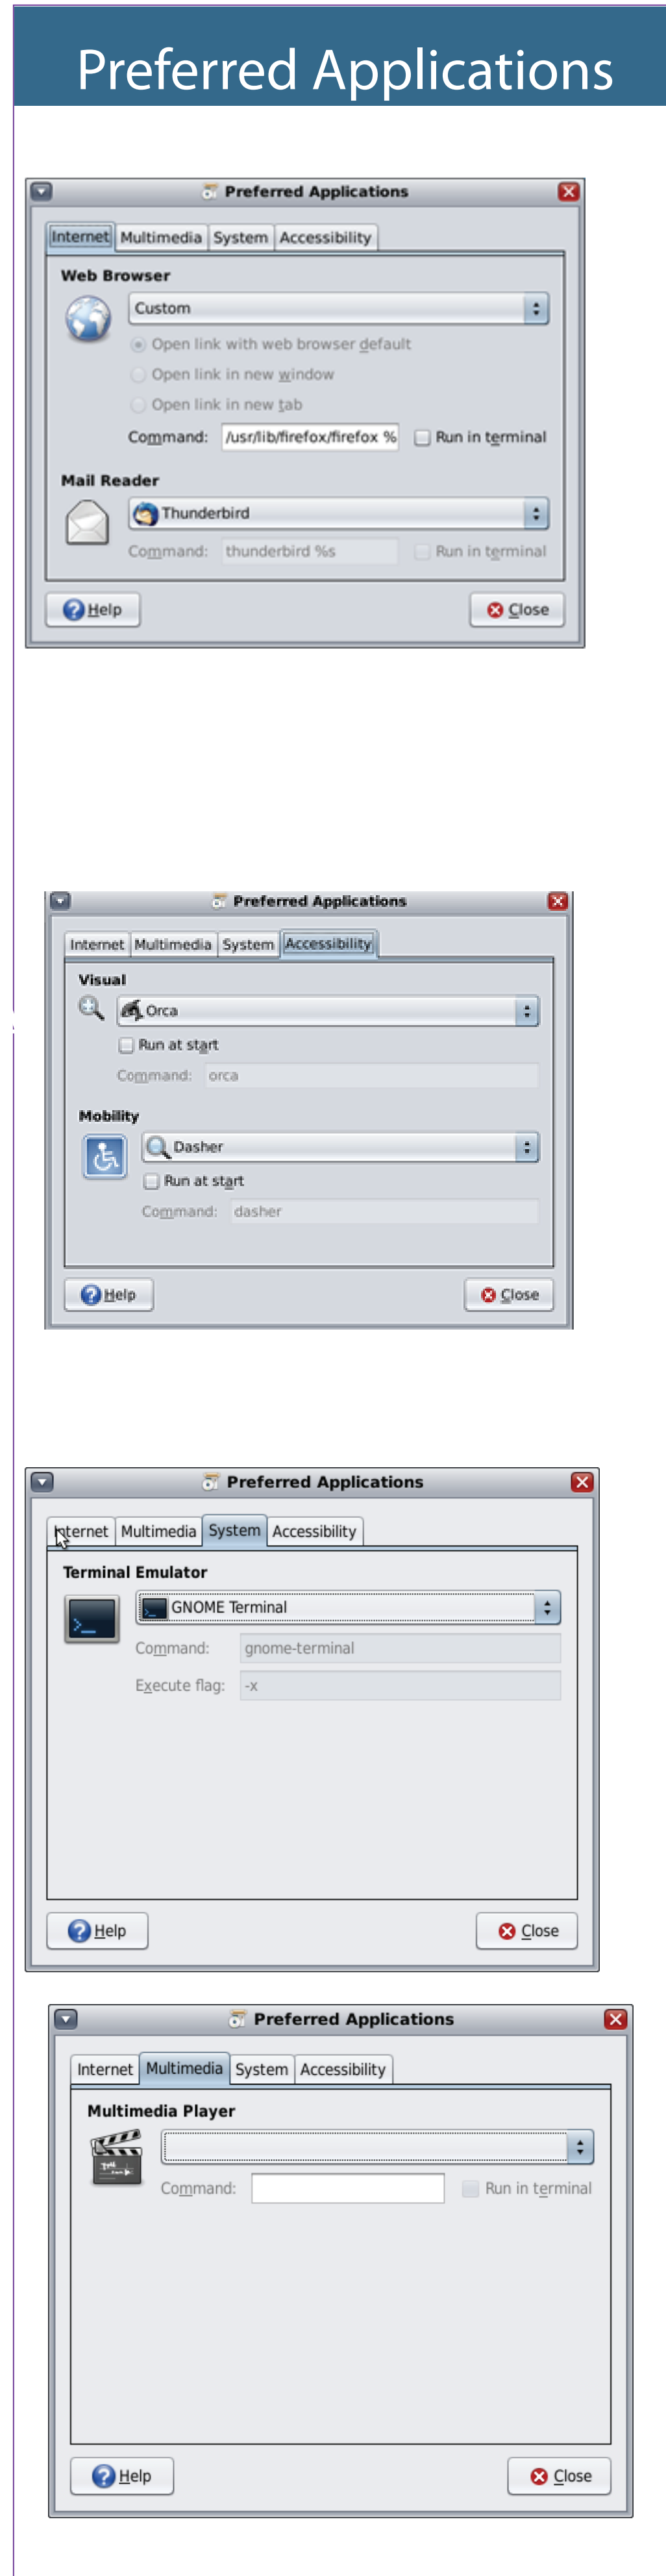 Preferred Applications
Preferred Applications
Internet Multimedia System Accessibility
Web Browser
Custom
Open link with web browser default
Open link in new window
Open link in new tab
Command: /usr/lib/firefox/firefox % Run in terminal
Mail Reader
Thunderbird
Command: thunderbird %s Run in terminal
Help Close
Preferred Applications
Internet Multimedia System Accessibility
Visual
Orca
Run at start
Command: orca
Mobility
Dasher
Run at start
Command: dasher
Help Close
Preferred Applications
Internet Multimedia System Accessibility
Terminal Emulator
GNOME Terminal
Command: gnome-terminal
Execute flag: -x
Help Close
Preferred Applications
Internet Multimedia System Accessibility
Multimedia Player
Command: Run in terminal
Help Close